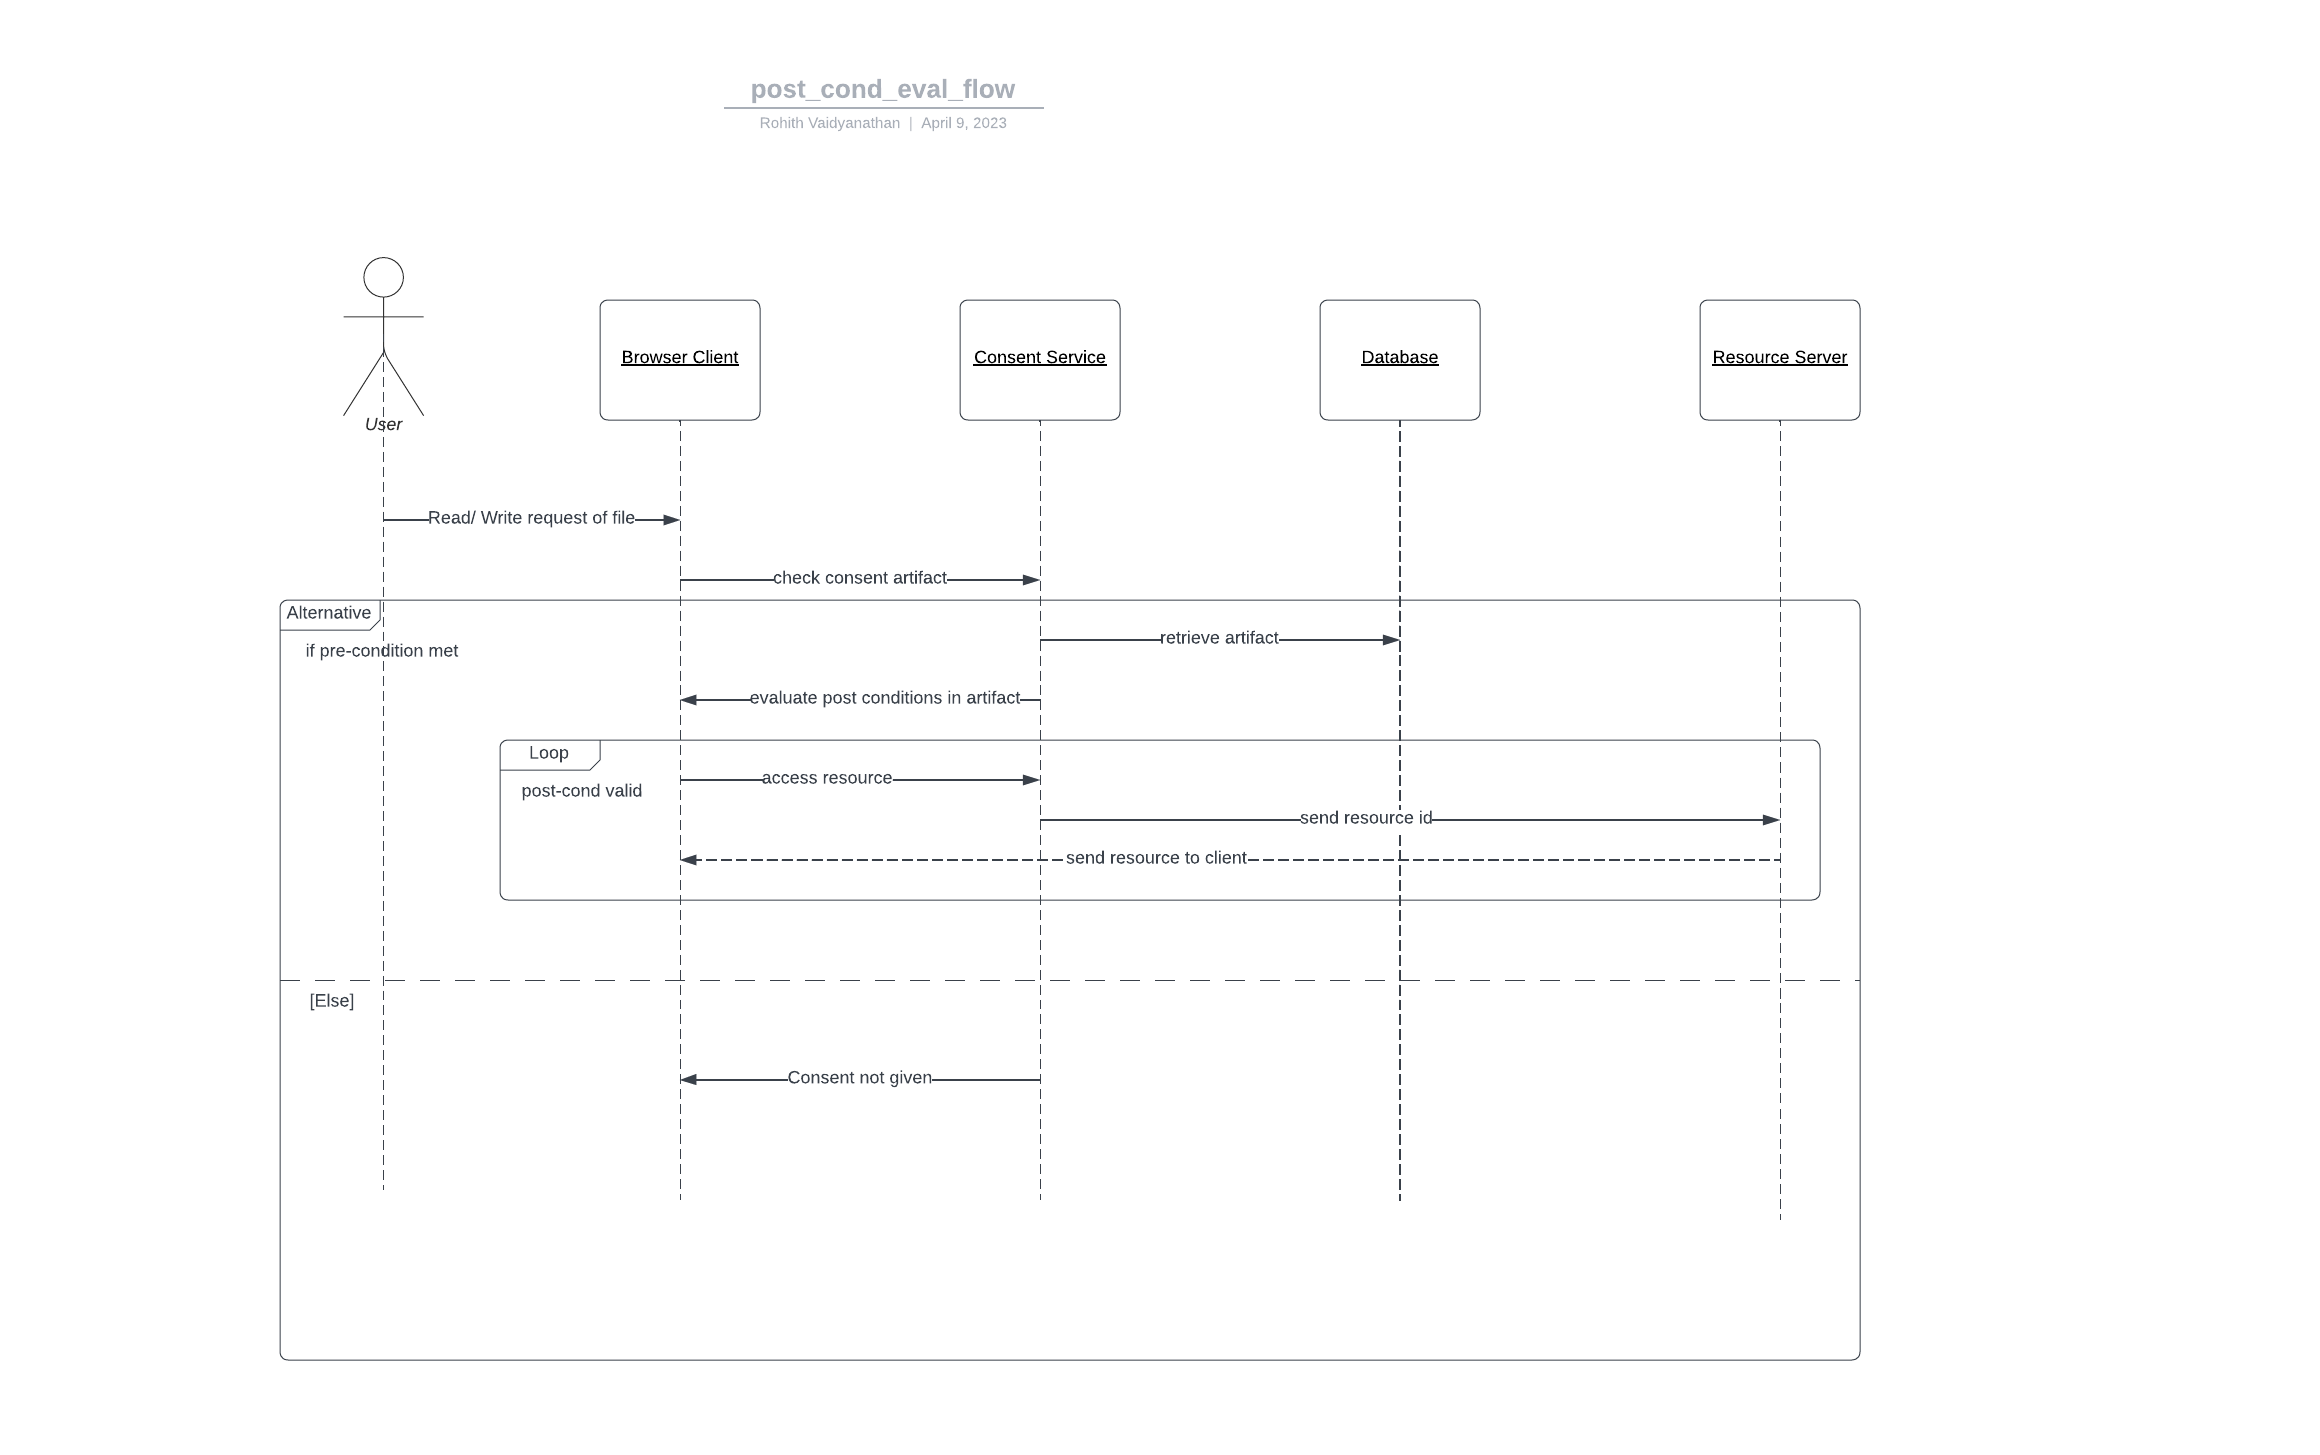 post_cond_eval_flow
Rohith Vaidyanathan | April 9, 2023
User
Browser Client
Consent Service
Database
Resource Server
Read/ Write request of file
check consent artifact
Alternative
retrieve artifact
if pre-condition met
evaluate post conditions in artifact
Loop
access resource
post-cond valid
send resource id
send resource to client
[Else]
Consent not given